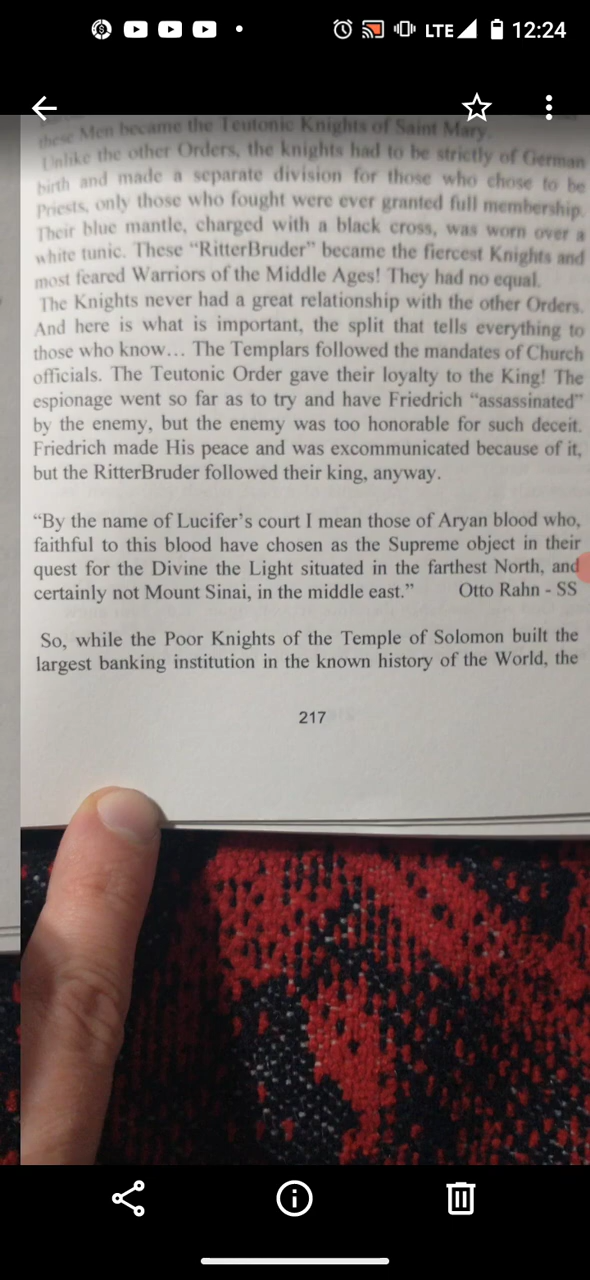 LTE 12:24
these Men became the Teutonic Knights of Saint Mary.
Unlike the other Orders, the knights had to be strictly of German
birth and made a separate division for those who chose to be
Priests, only those who fought were ever granted full membership.
Their blue mantle, charged with a black cross, was worn over a
white tunic. These “RitterBruder” became the fiercest Knights and
most feared Warriors of the Middle Ages! They had no equal.
The Knights never had a great relationship with the other Orders.
And here is what is important, the split that tells everything to
those who know… The Templars followed the mandates of Church
officials. The Teutonic Order gave their loyalty to the King! The
espionage went so far as to try and have Friedrich “assassinated”
by the enemy, but the enemy was too honorable for such deceit.
Friedrich made His peace and was excommunicated because of it,
but the RitterBruder followed their king, anyway.
“By the name of Lucifer’s court I mean those of Aryan blood who,
faithful to this blood have chosen as the Supreme object in their
quest for the Divine the Light situated in the farthest North, and
certainly not Mount Sinai, in the middle east.” Otto Rahn - SS
So, while the Poor Knights of the Temple of Solomon built the
largest banking institution in the known history of the World, the
217